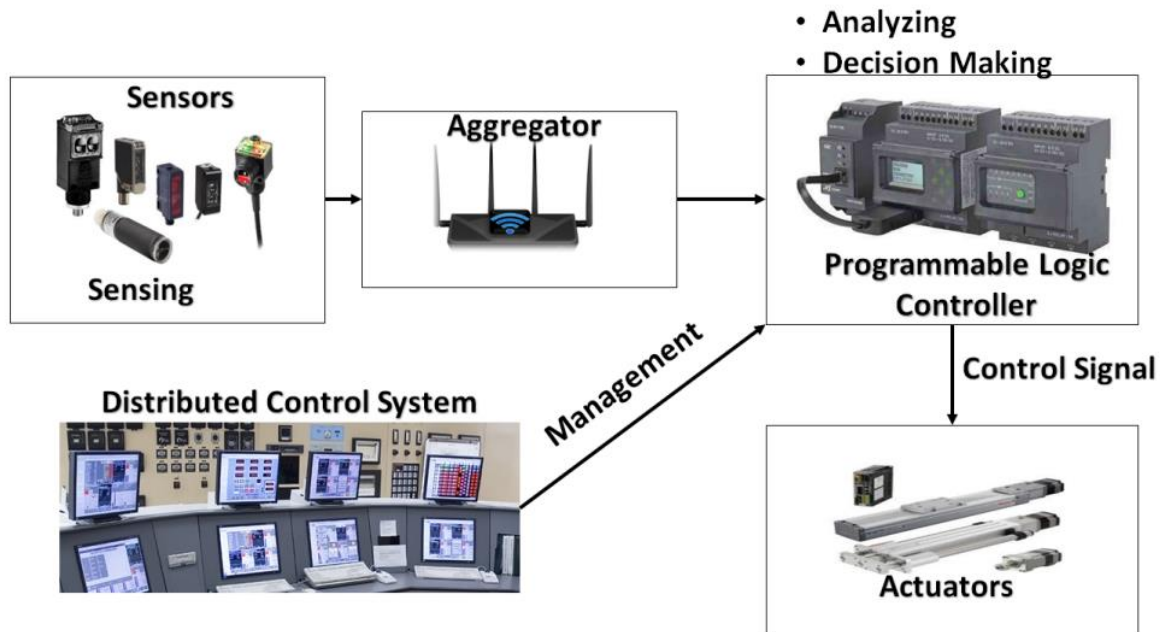 • Analyzing
• Decision Making
Sensors
Sensing
Aggregator
Programmable Logic
Controller
Management
Control Signal
Distributed Control System
Actuators